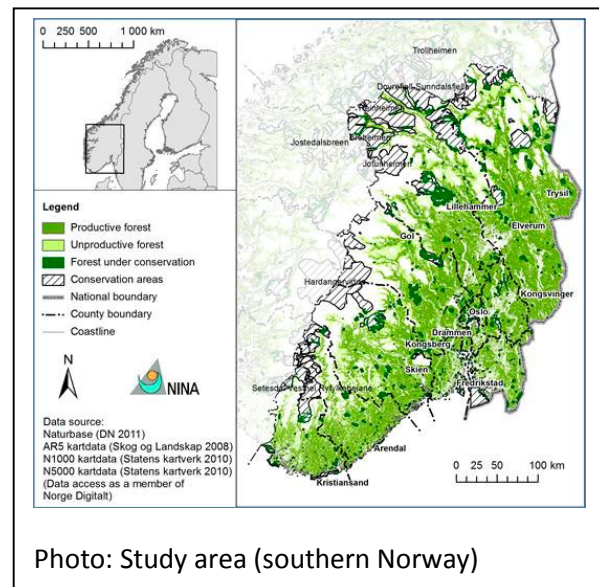 0 250 500 1 000 km
Legend
Productive forest
Unproductive forest
Forest under conservation
Conservation areas
National boundary
County boundary
Coastline
N
NINA
Data source:
Naturbase (DN 2011)
AR5 kartdata (Skog og Landskap 2008)
N1000 kartdata (Statens kartverk 2010)
N5000 kartdata (Statens kartverk 2010)
(Data access as a member of
Norge Digitalt)
Trollheimen
Dovrefjell-Sunndalsfjella
Reinheimen
Jostedalsbreen
Jotunheimen
Trysil
Lillehammer
Elverum
Gol
Hardangervidda
Kongsvinger
Oslo
Drammen
Kongsberg
Skien
Fredrikstad
Arendal
Kristiansand
0 25 50 100 km
Photo: Study area (southern Norway)